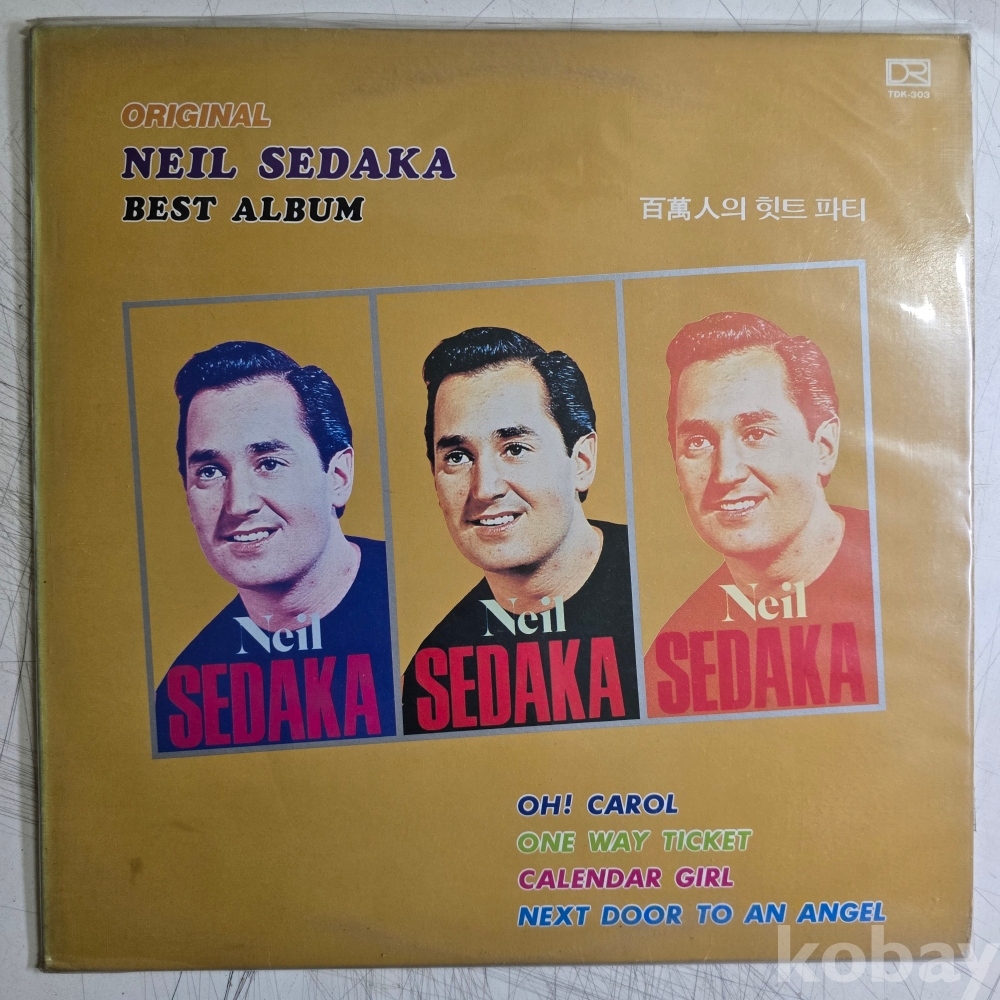 DR
TDK-303
ORIGINAL
NEIL SEDAKA
BEST ALBUM
百萬人의 힛트 파티
Neil
SEDAKA
Neil
SEDAKA
Neil
SEDAKA
OH! CAROL
ONE WAY TICKET
CALENDAR GIRL
NEXT DOOR TO AN ANGEL
kobay